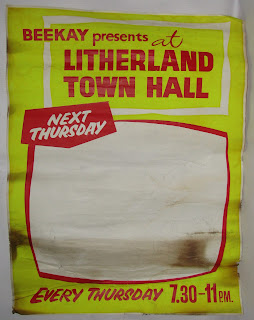 BEEKAY presents at
LITHERLAND
TOWN HALL
NEXT
THURSDAY
EVERY THURSDAY 7.30-11 P.M.